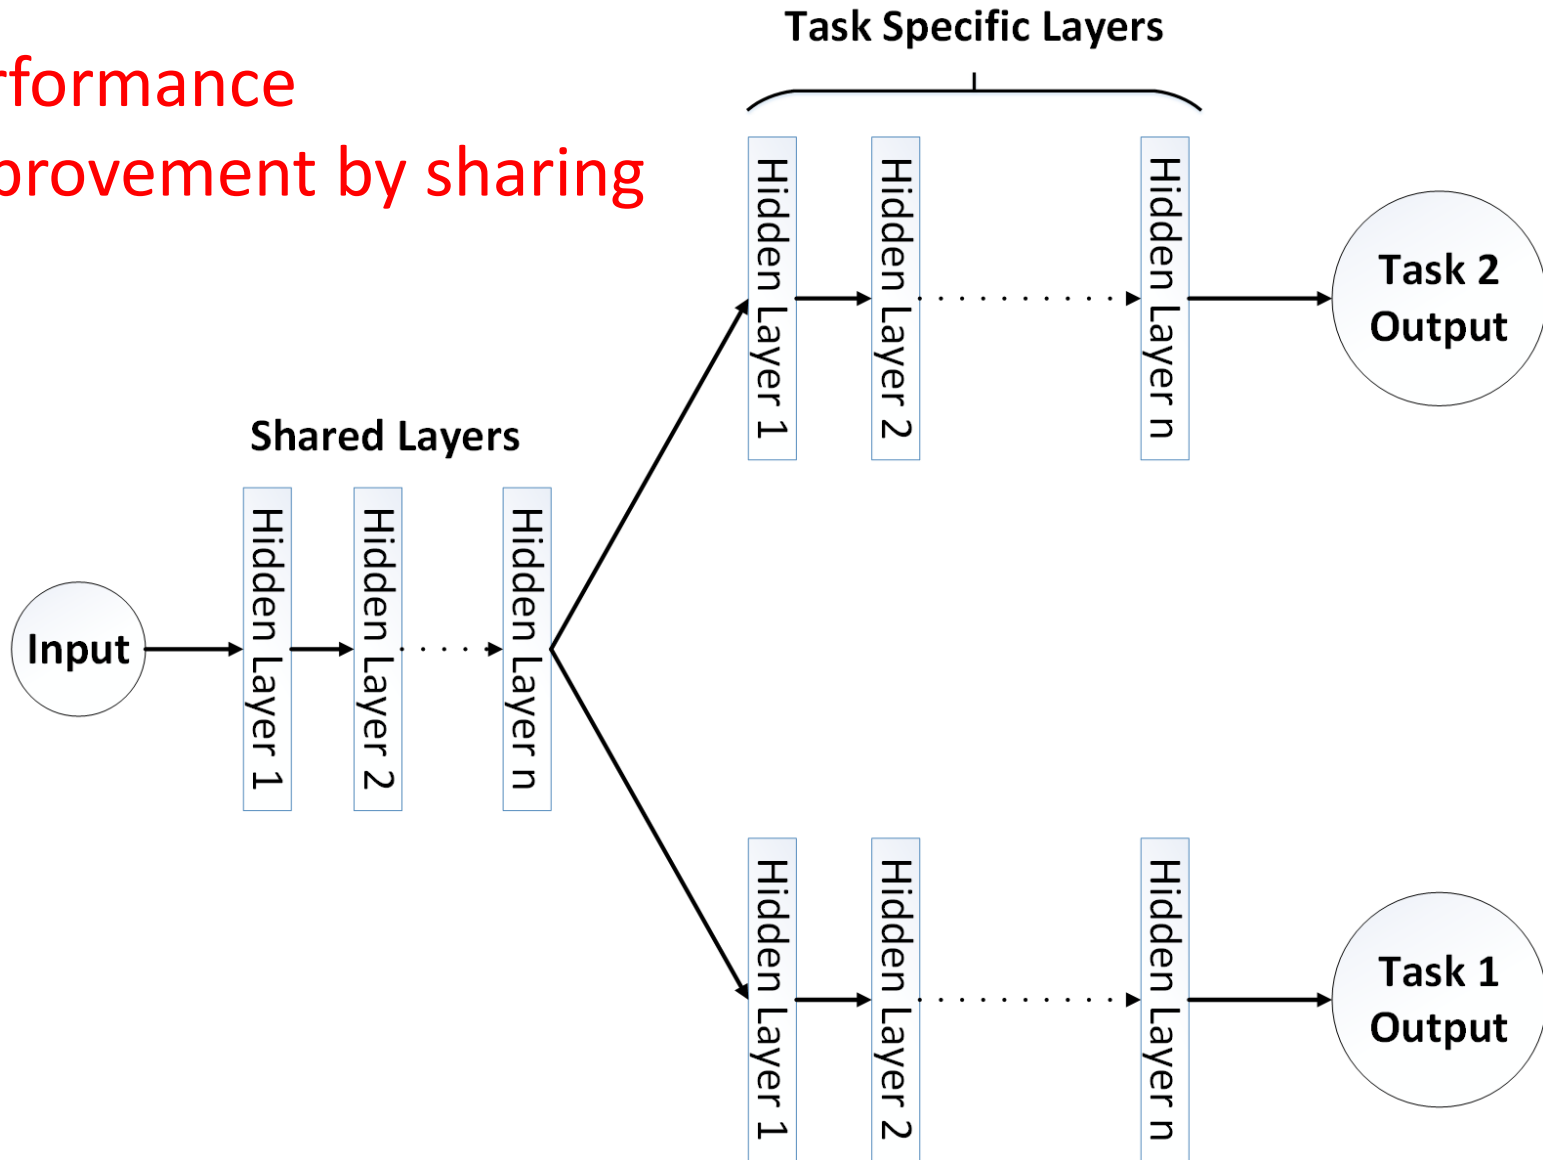 Task Specific Layers
rformance
provement by sharing
Hidden Layer 1
Hidden Layer 2
Hidden Layer n
Task 2
Output
Shared Layers
Input
Hidden Layer 1
Hidden Layer 2
Hidden Layer n
Hidden Layer 1
Hidden Layer 2
Hidden Layer n
Task 1
Output